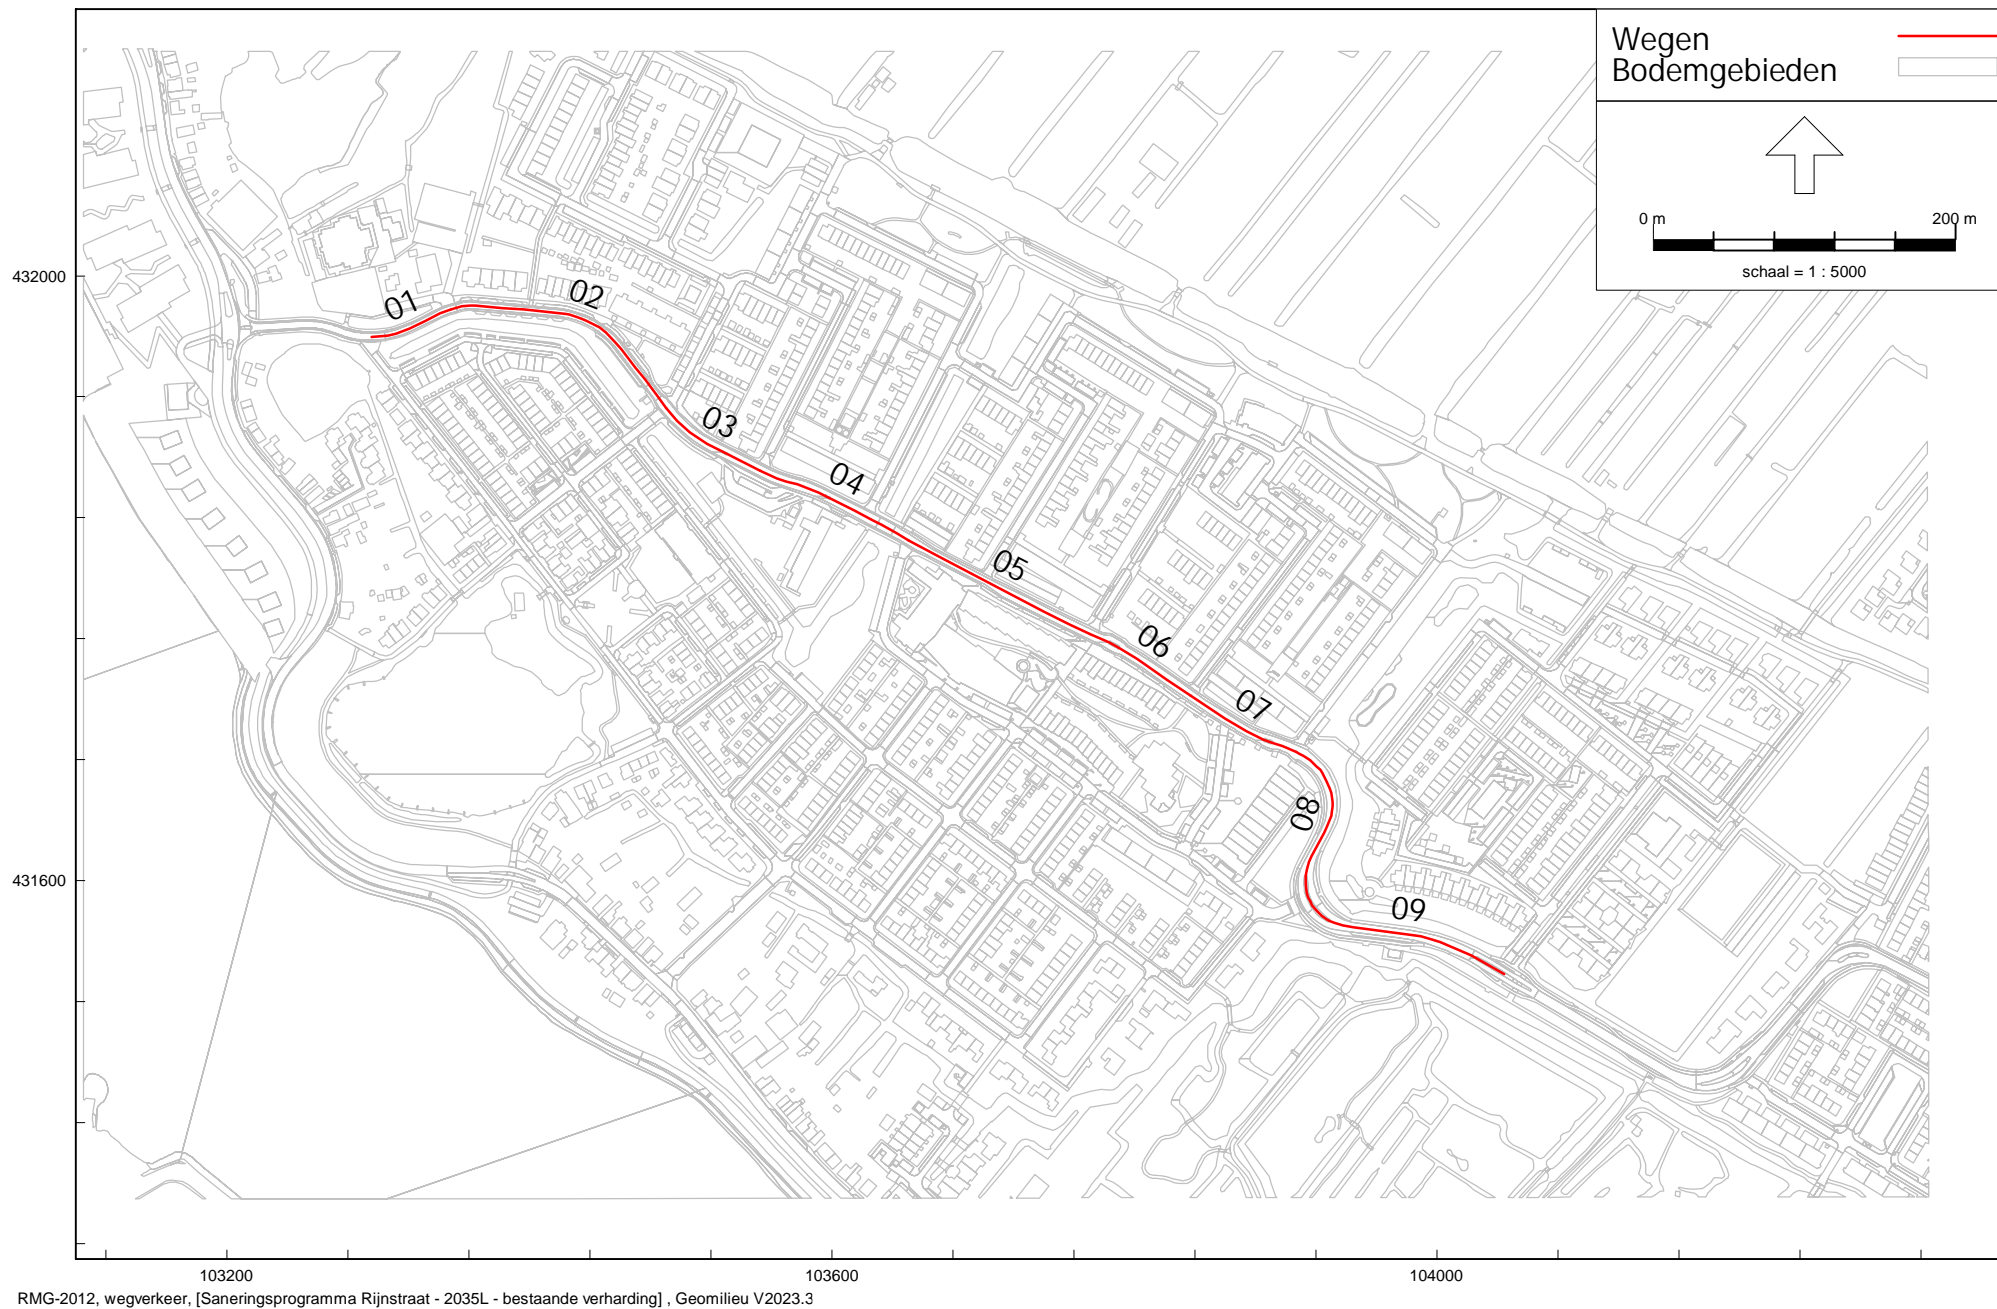 Wegen
Bodemgebieden
0 m 200 m
schaal = 1 : 5000
432000
01
02
03
04
05
06
07
08
09
431600
103200 103600 104000
RMG-2012, wegverkeer, [Saneringsprogramma Rijnstraat - 2035L - bestaande verharding] , Geomilieu V2023.3